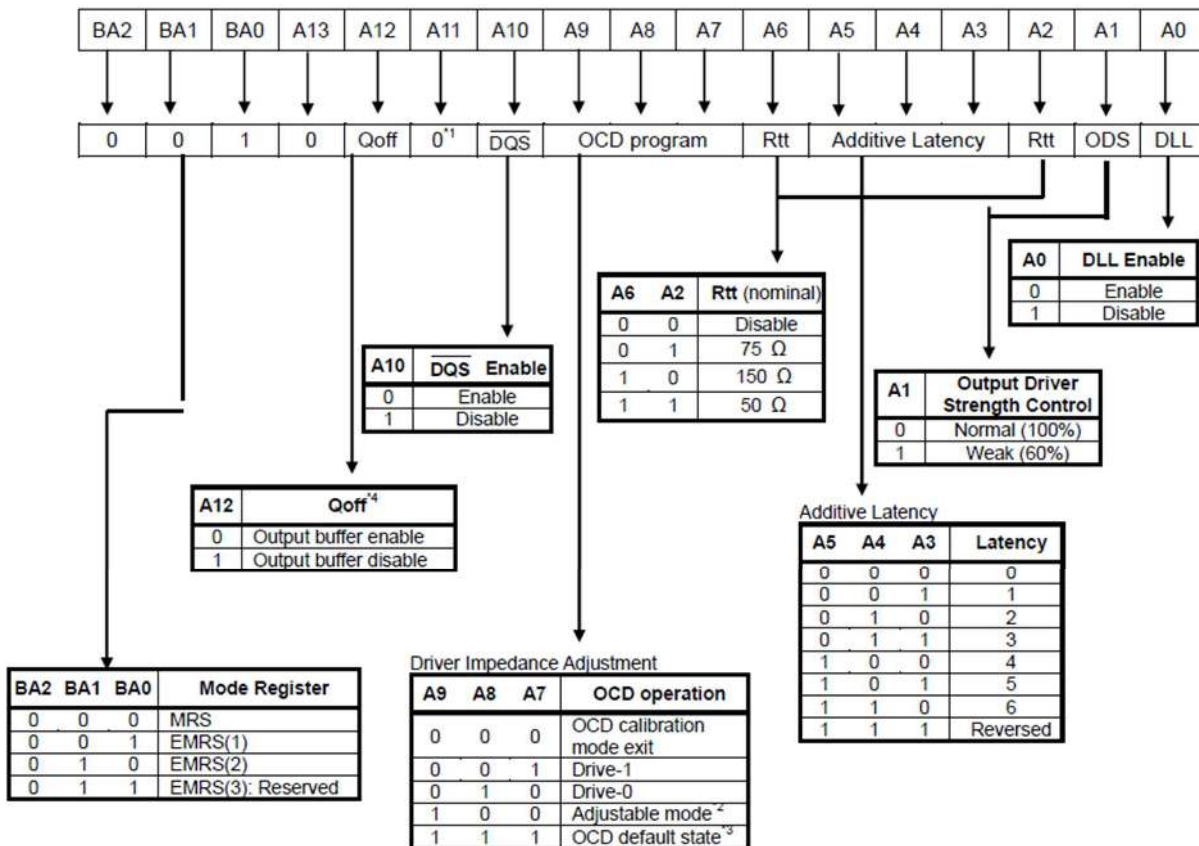 BA2 BA1 BA0 A13 A12 A11 A10 A9 A8 A7 A6 A5 A4 A3 A2 A1 A0
0 0 1 0 Qoff 0*1 DQS OCD program Rtt Additive Latency Rtt ODS DLL
A0 DLL Enable
0 Enable
1 Disable
A6 A2 Rtt (nominal)
0 0 Disable
0 1 75 Ω
1 0 150 Ω
1 1 50 Ω
A10 DQS Enable
0 Enable
1 Disable
A1 Output Driver
Strength Control
0 Normal (100%)
1 Weak (60%)
A12 Qoff*4
0 Output buffer enable
1 Output buffer disable
Additive Latency
A5 A4 A3 Latency
0 0 0 0
0 0 1 1
0 1 0 2
0 1 1 3
1 0 0 4
1 0 1 5
1 1 0 6
1 1 1 Reversed
BA2 BA1 BA0 Mode Register
0 0 0 MRS
0 0 1 EMRS(1)
0 1 0 EMRS(2)
0 1 1 EMRS(3): Reserved
Driver Impedance Adjustment
A9 A8 A7 OCD operation
0 0 0 OCD calibration
mode exit
0 0 1 Drive-1
0 1 0 Drive-0
1 0 0 Adjustable mode*2
1 1 1 OCD default state*3